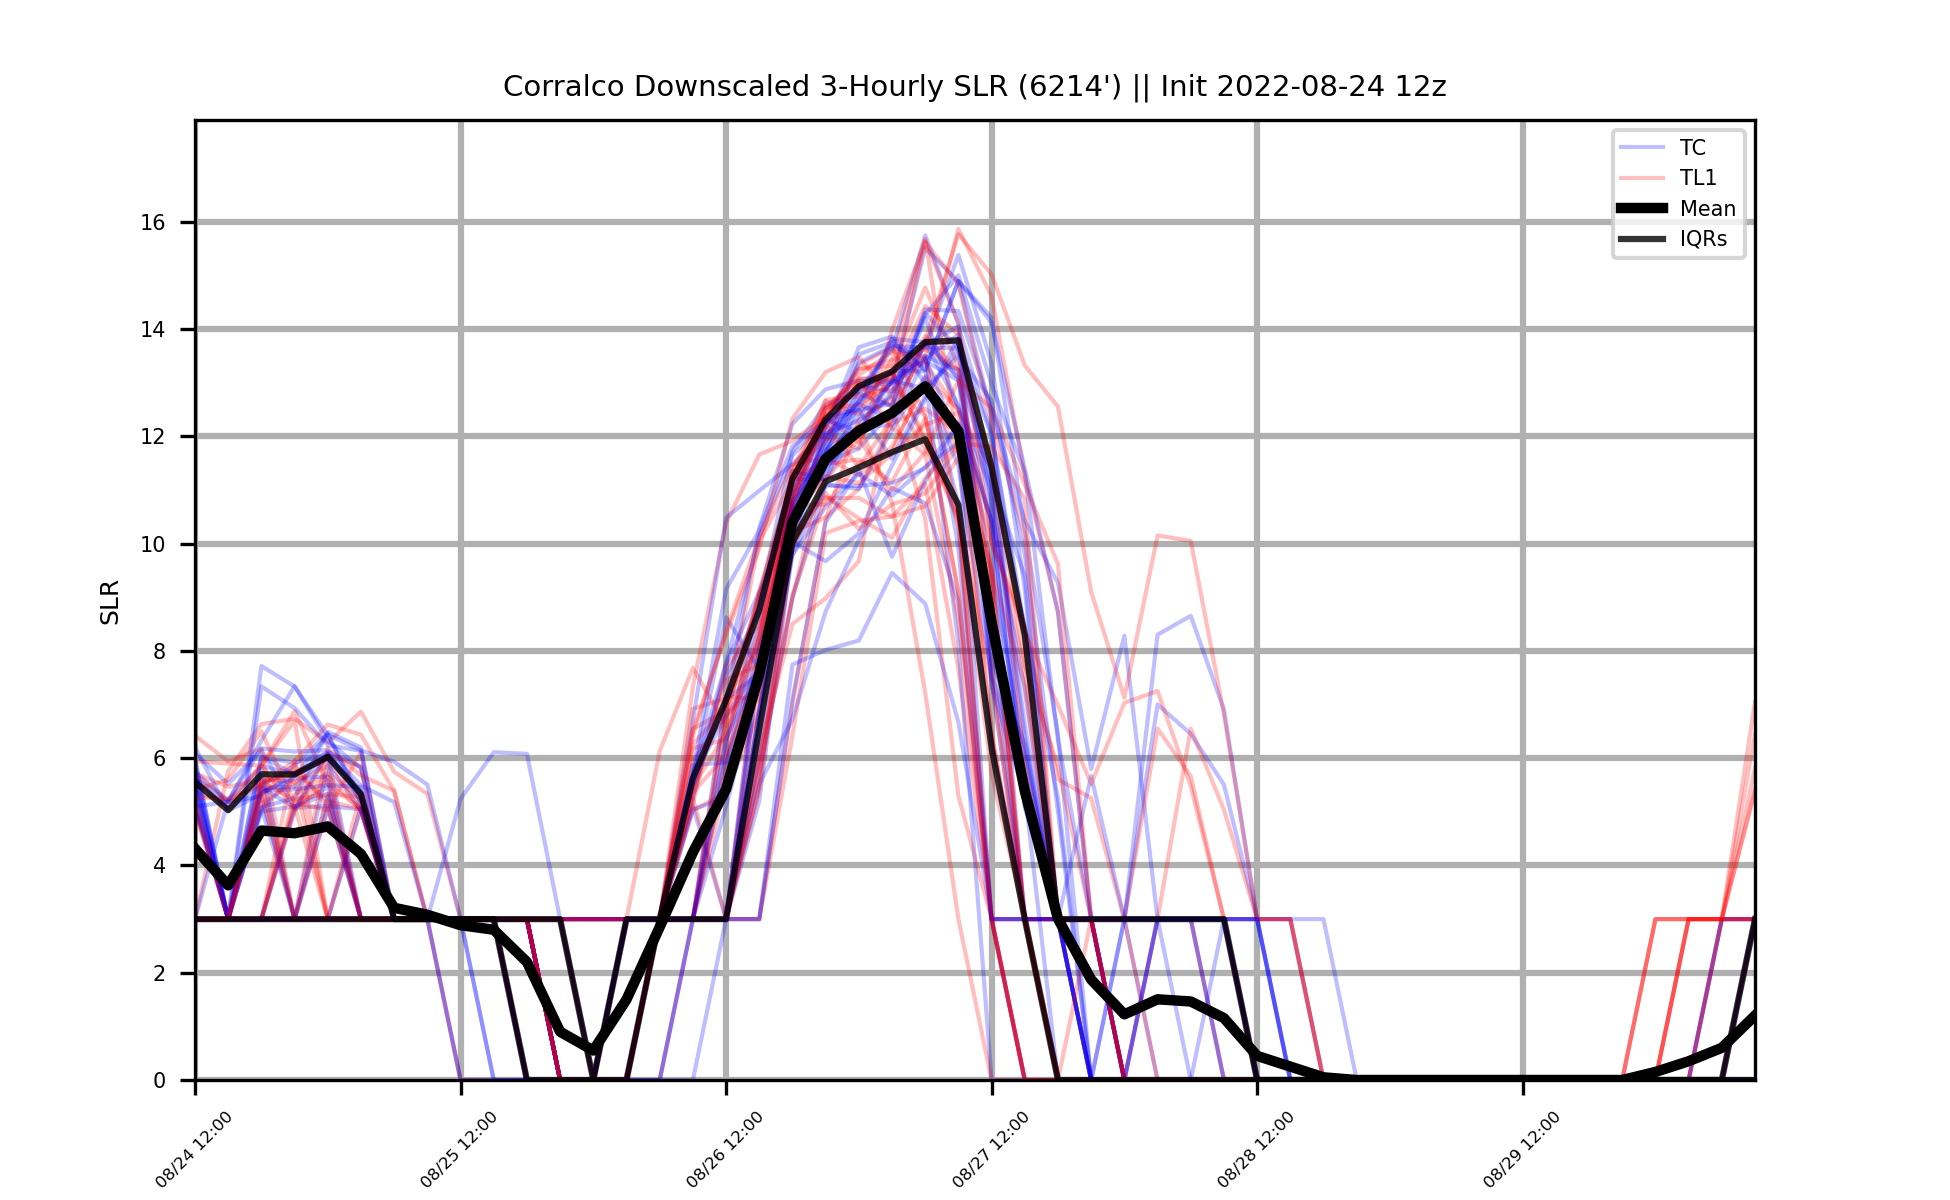 Corralco Downscaled 3-Hourly SLR (6214') || Init 2022-08-24 12z
TC
TL1
Mean
IQRs
SLR
16
14
12
10
8
6
4
2
0
08/24 12:00
08/25 12:00
08/26 12:00
08/27 12:00
08/28 12:00
08/29 12:00